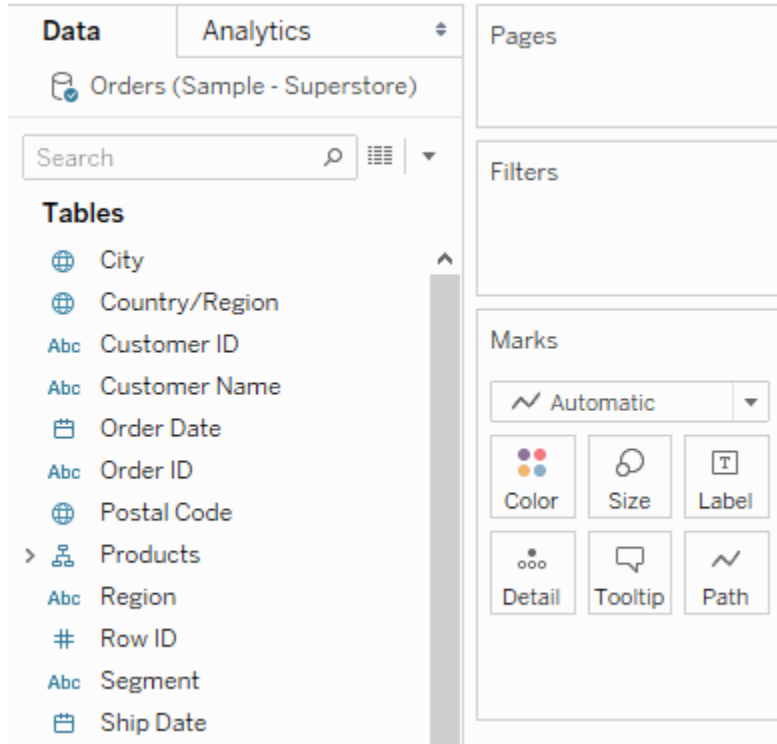 Data
Analytics
Orders (Sample - Superstore)
Search
Tables
City
Country/Region
Abc Customer ID
Abc Customer Name
Order Date
Abc Order ID
Postal Code
Products
Abc Region
# Row ID
Abc Segment
Ship Date
Pages
Filters
Marks
Automatic
Color
Size
T
Label
Detail
Tooltip
Path